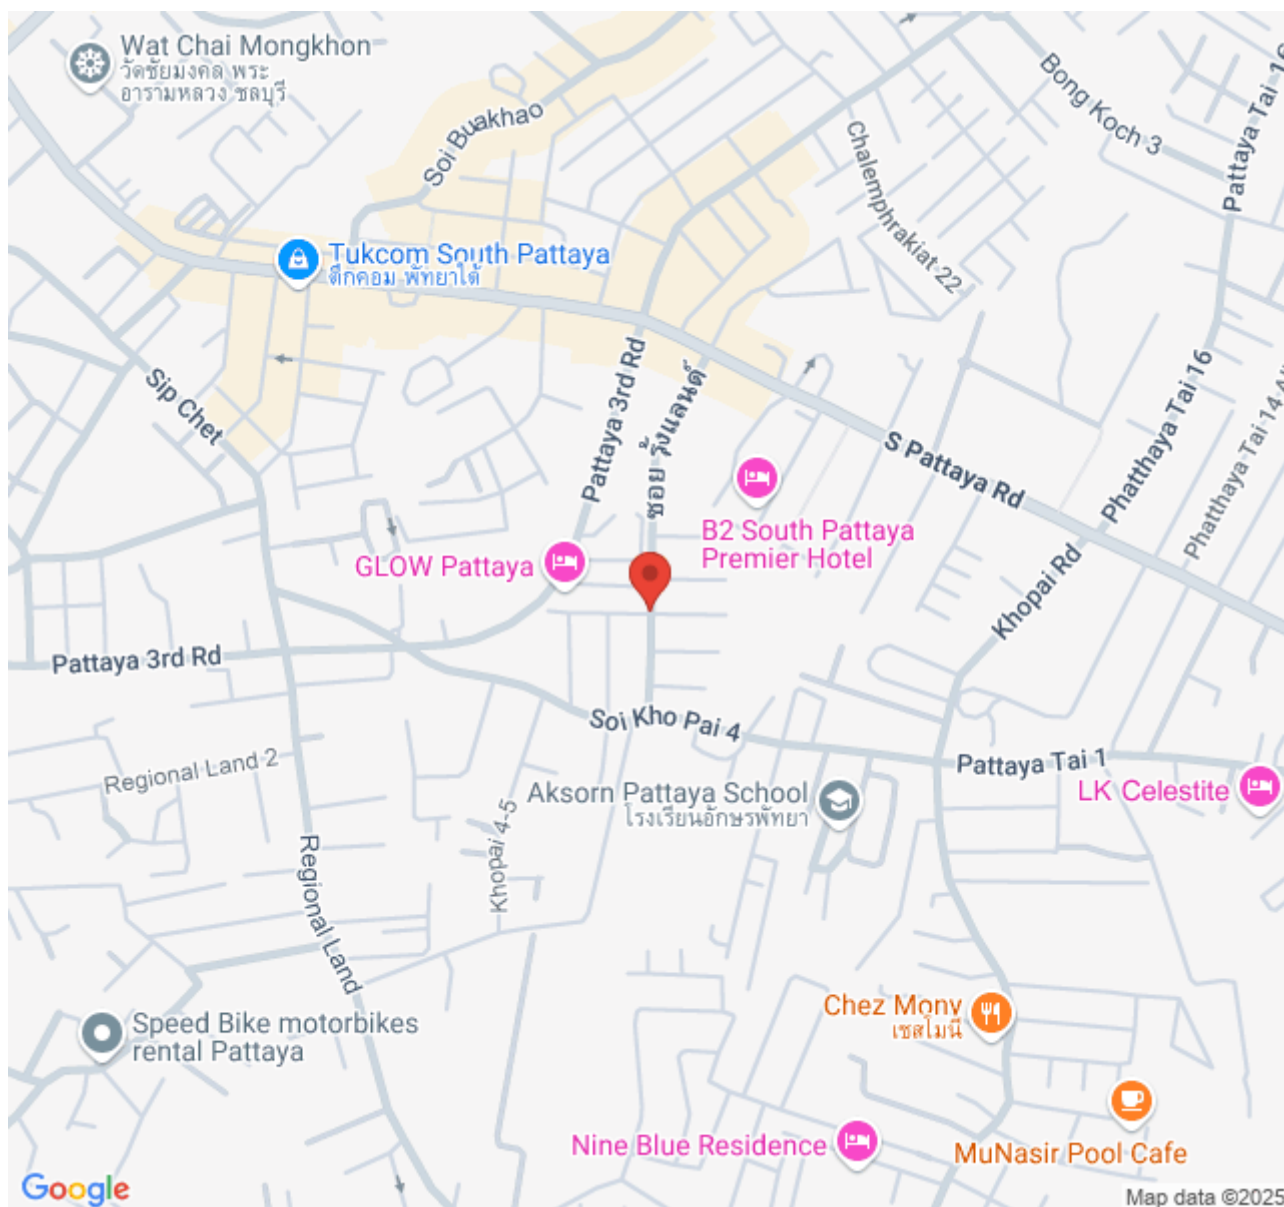 Wat Chai Mongkhon
วัดชัยมงคล พระ
อารามหลวง ชลบุรี
Soi Buakhao
Bong Koch 3
Pattaya Tai 16
Chalemphrakiat 22
Tukcom South Pattaya
ตึกคอม พัทยาใต้
Sip Chet
Pattaya 3rd Rd
ซอย รุ้งแลนด์
S Pattaya Rd
Phatthaya Tai 16
Phatthaya Tai 14
B2 South Pattaya
Premier Hotel
GLOW Pattaya
Khopai Rd
Pattaya 3rd Rd
Soi Kho Pai 4
Pattaya Tai 1
Regional Land 2
Aksorn Pattaya School
โรงเรียนอักษรพัทยา
LK Celestite
Khopai 4-5
Regional Land
Chez Mony
เชสโมนี
Speed Bike motorbikes
rental Pattaya
Nine Blue Residence
MuNasir Pool Cafe
Google
Map data ©2025